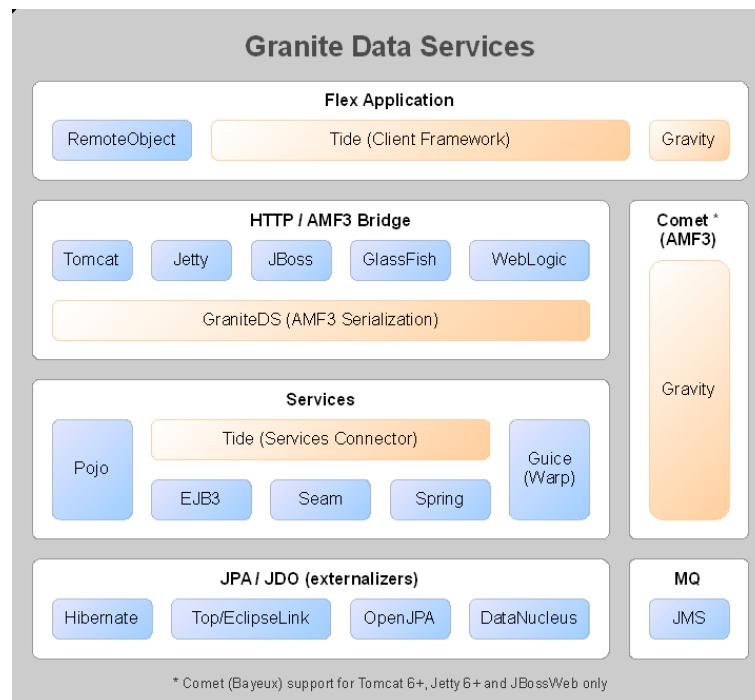 Granite Data Services
Flex Application
RemoteObject
Tide (Client Framework)
Gravity
HTTP / AMF3 Bridge
Tomcat
Jetty
JBoss
GlassFish
WebLogic
GraniteDS (AMF3 Serialization)
Comet *
(AMF3)
Gravity
Services
Pojo
Tide (Services Connector)
EJB3
Seam
Spring
Guice
(Warp)
JPA / JDO (externalizers)
Hibernate
Top/EclipseLink
OpenJPA
DataNucleus
MQ
JMS
* Comet (Bayeux) support for Tomcat 6+, Jetty 6+ and JBossWeb only